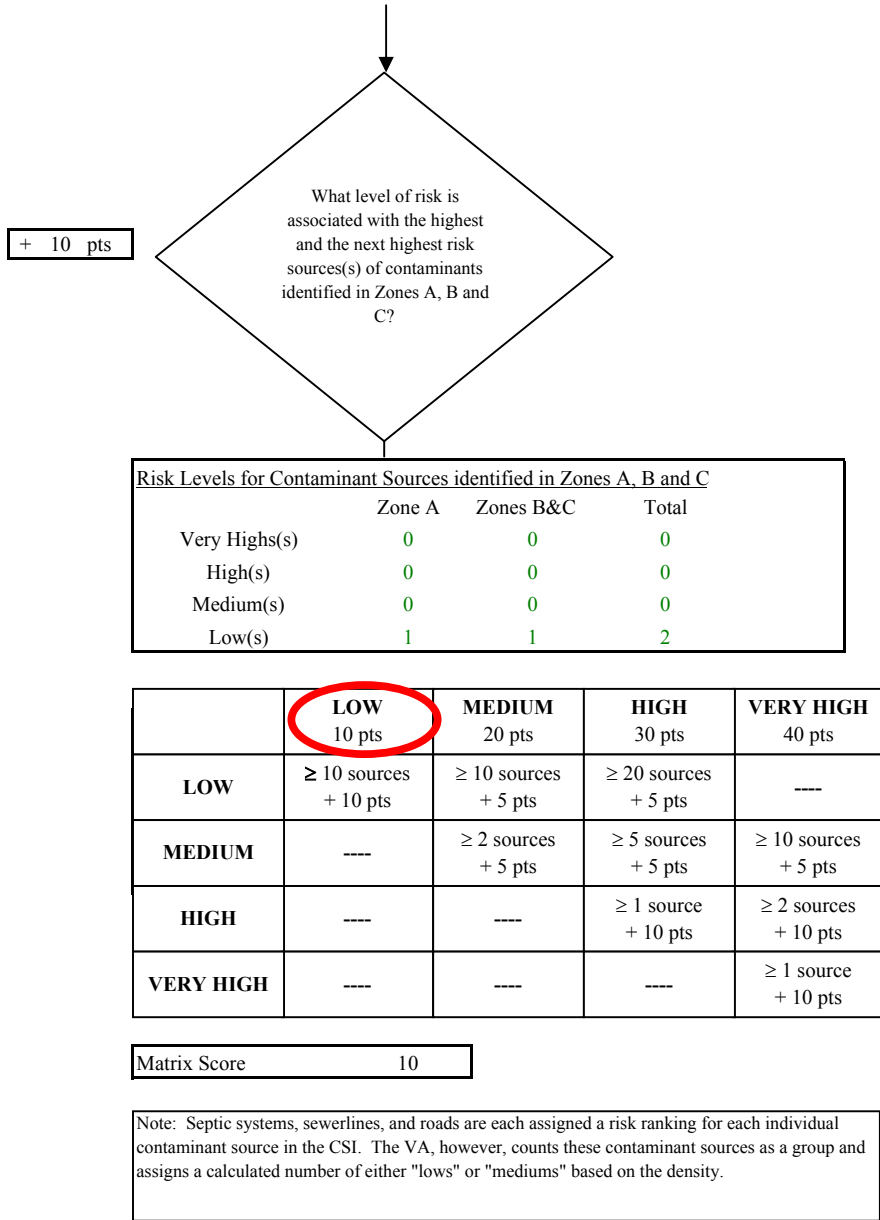 What level of risk is
associated with the highest
and the next highest risk
sources(s) of contaminants
identified in Zones A, B and
C?
+ 10 pts
Risk Levels for Contaminant Sources identified in Zones A, B and C
Zone A Zones B&C Total
Very Highs(s) 0 0 0
High(s) 0 0 0
Medium(s) 0 0 0
Low(s) 1 1 2
LOW MEDIUM HIGH VERY HIGH
10 pts 20 pts 30 pts 40 pts
LOW ≥ 10 sources ≥ 10 sources ≥ 20 sources ----
+ 10 pts + 5 pts + 5 pts
MEDIUM ---- ≥ 2 sources ≥ 5 sources ≥ 10 sources
+ 5 pts + 5 pts + 5 pts
HIGH ---- ---- ≥ 1 source ≥ 2 sources
+ 10 pts + 10 pts
VERY HIGH ---- ---- ---- ≥ 1 source
+ 10 pts
Matrix Score 10
Note: Septic systems, sewerlines, and roads are each assigned a risk ranking for each individual
contaminant source in the CSI. The VA, however, counts these contaminant sources as a group and
assigns a calculated number of either "lows" or "mediums" based on the density.